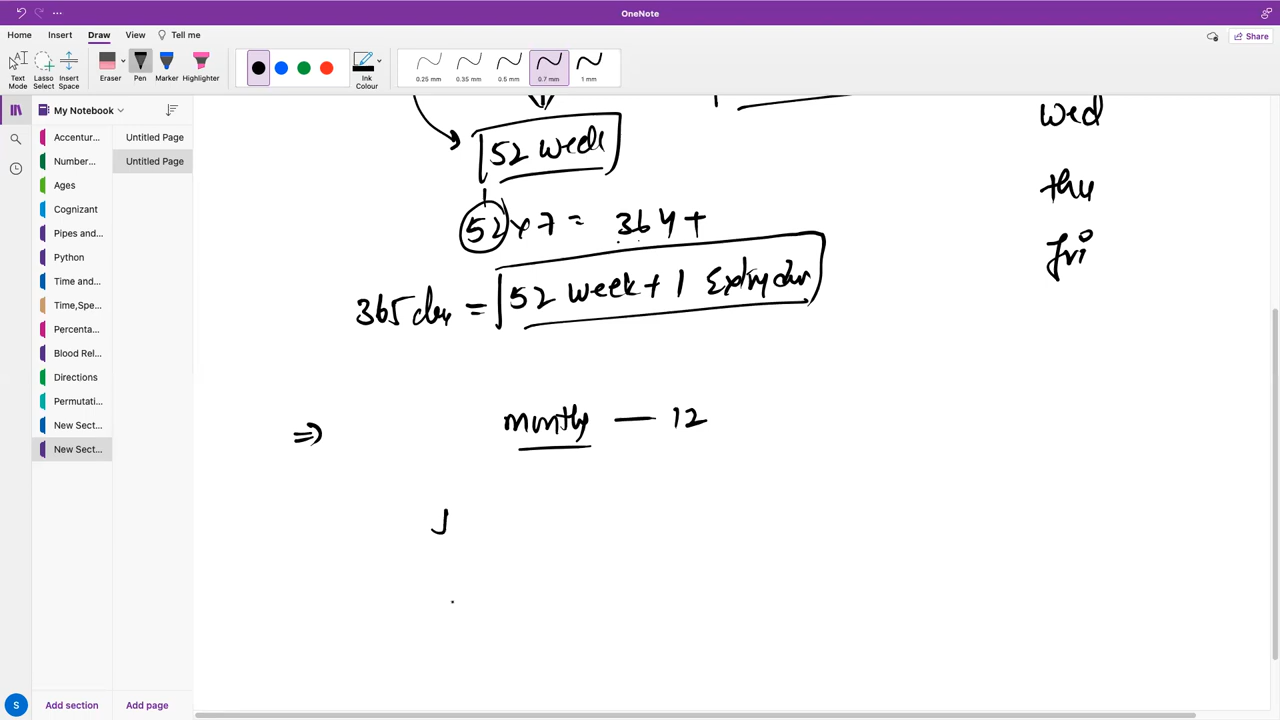 OneNote
Home Insert Draw View Tell me
Share
Text Mode
Lasso Select
Insert Space
Eraser
Pen
Marker
Highlighter
0.25 mm
0.35 mm
0.5 mm
0.7 mm
1 mm
Ink Colour
My Notebook
Accentur...
Number...
Ages
Cognizant
Pipes and...
Python
Time and...
Time,Spe...
Percenta...
Blood Rel...
Directions
Permutati...
New Sect...
New Sect...
Add section
Untitled Page
Untitled Page
Add page
S
52 week
52 x 7 = 364 +
365 day = 52 week + 1 Extry day
⇒ months — 12
J
wed
thu
fri